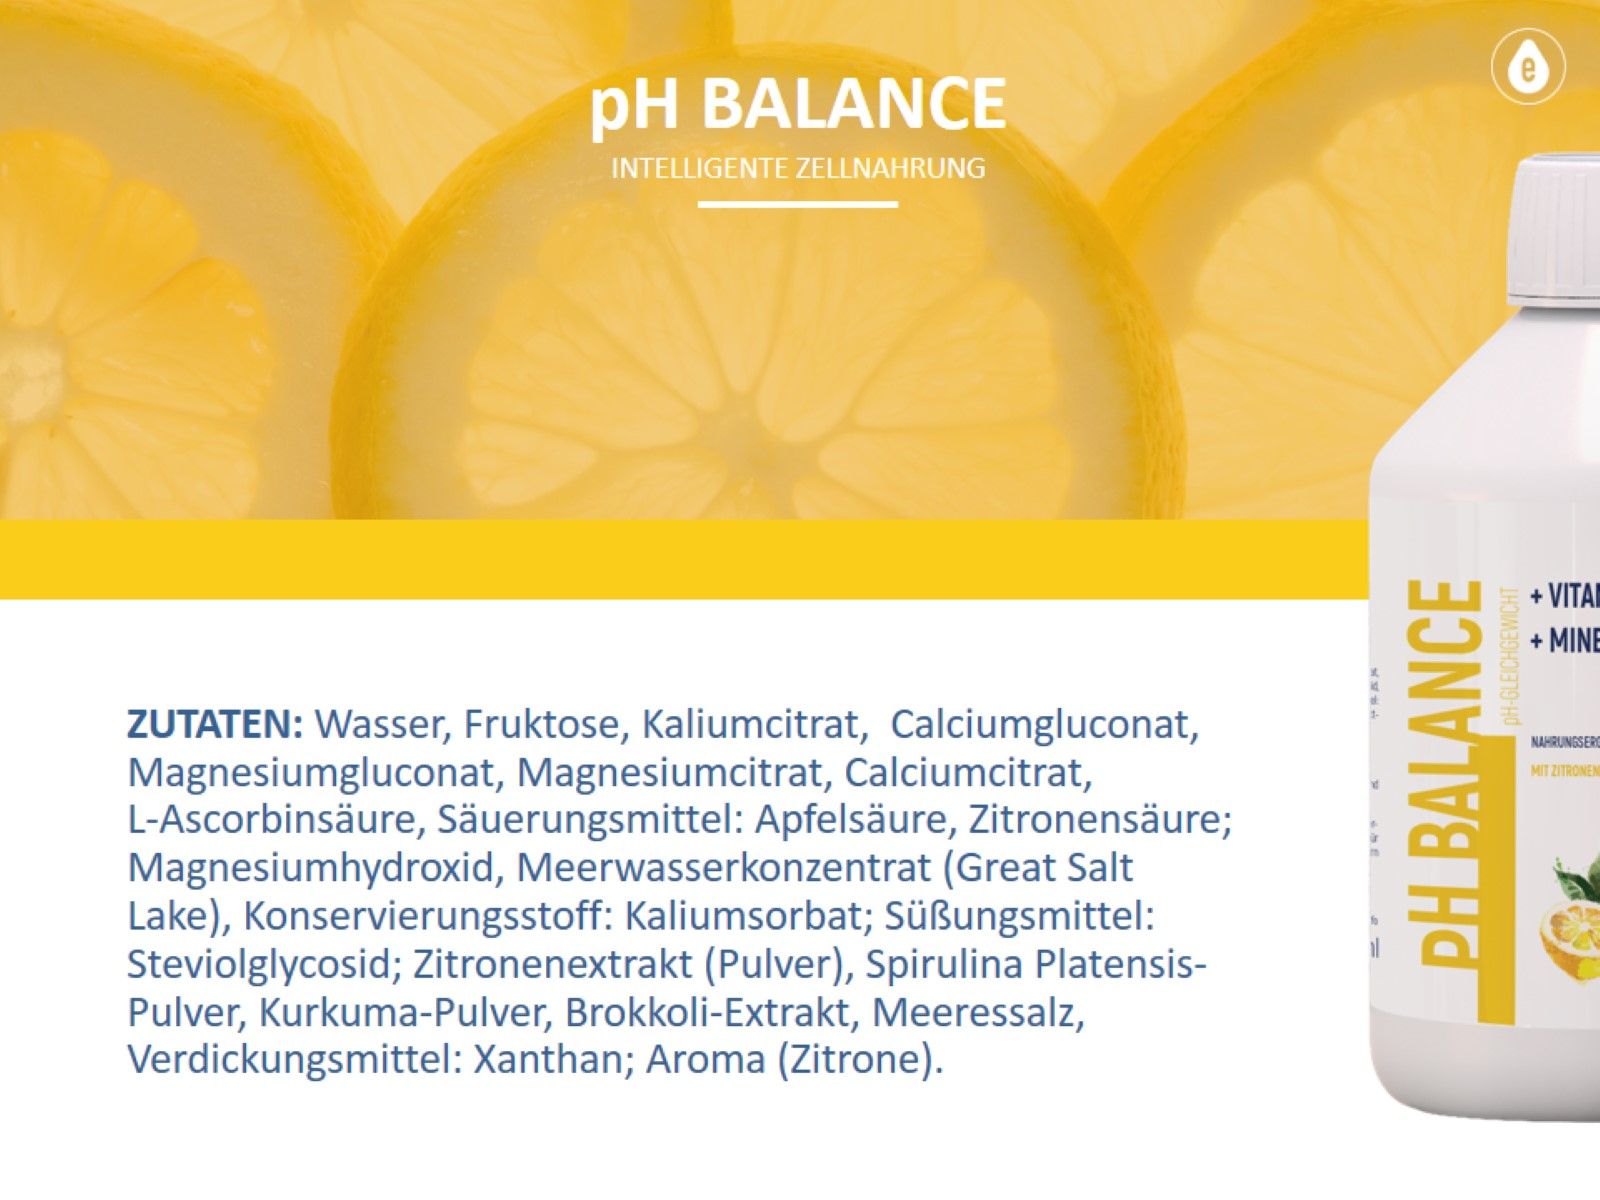 pH BALANCE
INTELLIGENTE ZELLNAHRUNG
e
ZUTATEN: Wasser, Fruktose, Kaliumcitrat,  Calciumgluconat,
Magnesiumgluconat, Magnesiumcitrat, Calciumcitrat,
L-Ascorbinsäure, Säuerungsmittel: Apfelsäure, Zitronensäure;
Magnesiumhydroxid, Meerwasserkonzentrat (Great Salt
Lake), Konservierungsstoff: Kaliumsorbat; Süßungsmittel:
Steviolglycosid; Zitronenextrakt (Pulver), Spirulina Platensis-
Pulver, Kurkuma-Pulver, Brokkoli-Extrakt, Meeressalz,
Verdickungsmittel: Xanthan; Aroma (Zitrone).
PH BALANCE
pH-GLEICHGEWICHT
+ VITA
+ MINE
NAHRUNGSERG
MIT ZITRONEN